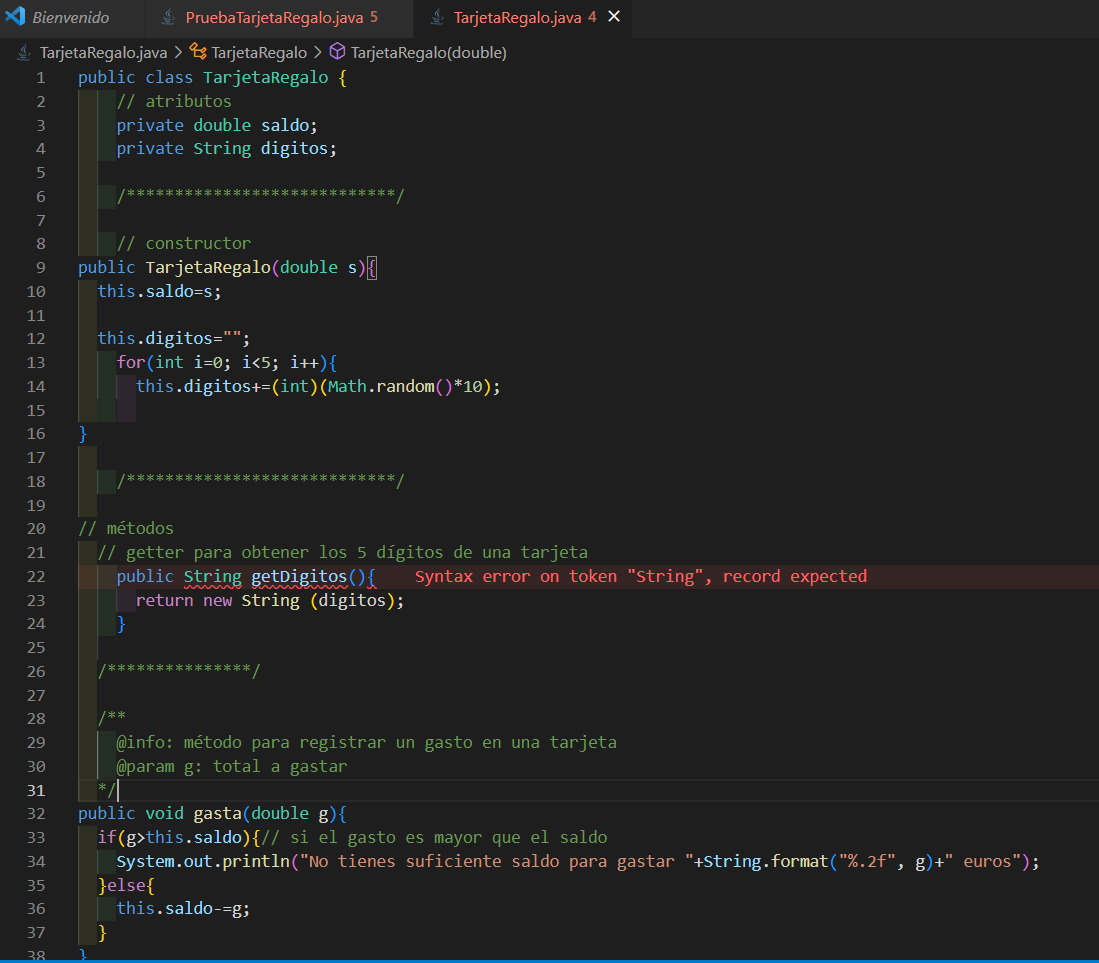 Bienvenido PruebaTarjetaRegalo.java 5 TarjetaRegalo.java 4 ×
TarjetaRegalo.java > TarjetaRegalo > TarjetaRegalo(double)
1 public class TarjetaRegalo {
2 // atributos
3 private double saldo;
4 private String digitos;
5
6 /****************************/
7
8 // constructor
9 public TarjetaRegalo(double s){
10 this.saldo=s;
11
12 this.digitos="";
13 for(int i=0; i<5; i++){
14 this.digitos+=(int)(Math.random()*10);
15
16 }
17
18 /****************************/
19
20 // métodos
21 // getter para obtener los 5 dígitos de una tarjeta
22 public String getDigitos(){ Syntax error on token "String", record expected
23 return new String (digitos);
24 }
25
26 /***************/
27
28 /**
29 @info: método para registrar un gasto en una tarjeta
30 @param g: total a gastar
31 */
32 public void gasta(double g){
33 if(g>this.saldo){// si el gasto es mayor que el saldo
34 System.out.println("No tienes suficiente saldo para gastar "+String.format("%.2f", g)+" euros");
35 }else{
36 this.saldo-=g;
37 }
38 }